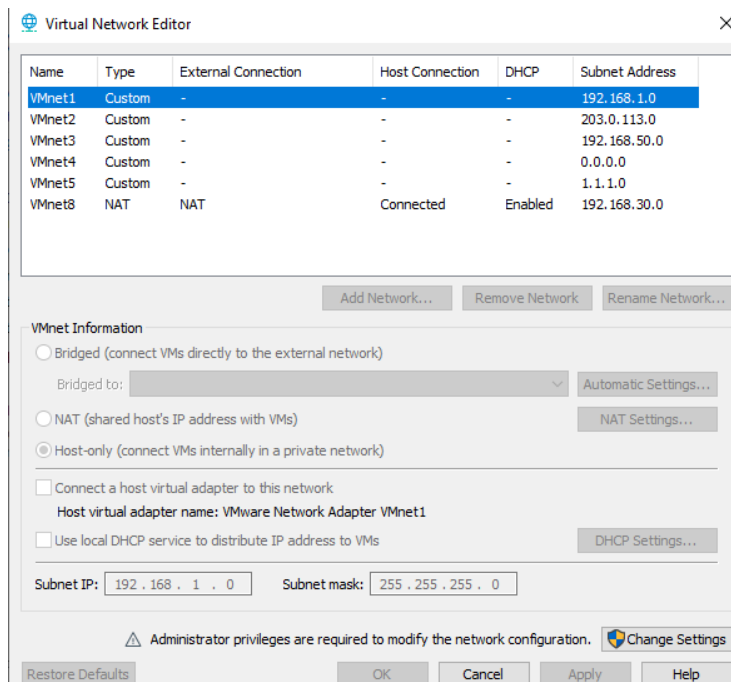 Virtual Network Editor
Name Type External Connection Host Connection DHCP Subnet Address
VMnet1 Custom - - - 192.168.1.0
VMnet2 Custom - - - 203.0.113.0
VMnet3 Custom - - - 192.168.50.0
VMnet4 Custom - - - 0.0.0.0
VMnet5 Custom - - - 1.1.1.0
VMnet8 NAT NAT Connected Enabled 192.168.30.0
Add Network... Remove Network Rename Network...
VMnet Information
Bridged (connect VMs directly to the external network)
Bridged to: Automatic Settings...
NAT (shared host's IP address with VMs) NAT Settings...
Host-only (connect VMs internally in a private network)
Connect a host virtual adapter to this network
Host virtual adapter name: VMware Network Adapter VMnet1
Use local DHCP service to distribute IP address to VMs DHCP Settings...
Subnet IP: 192 . 168 . 1 . 0 Subnet mask: 255 . 255 . 255 . 0
Administrator privileges are required to modify the network configuration. Change Settings
Restore Defaults OK Cancel Apply Help